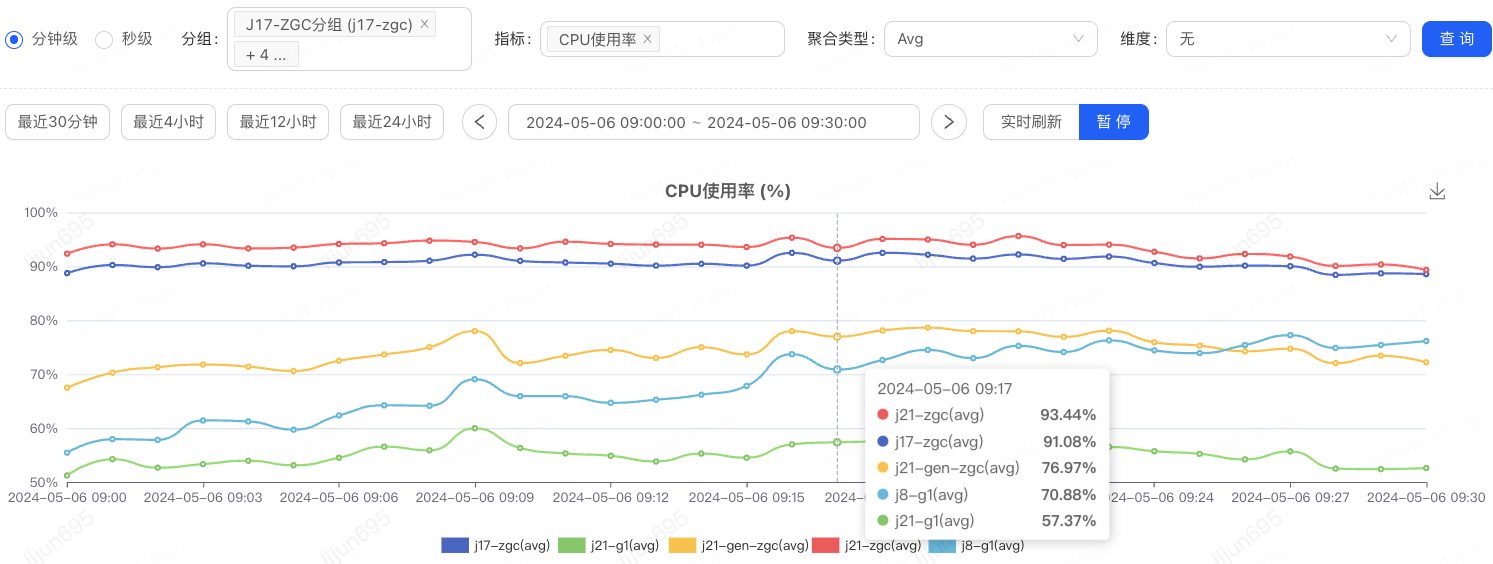 分钟级 秒级 分组： J17-ZGC分组 (j17-zgc) × 指标： CPU使用率 × 聚合类型： Avg 维度： 无 查 询
+ 4 ...
最近30分钟 最近4小时 最近12小时 最近24小时 < 2024-05-06 09:00:00 ~ 2024-05-06 09:30:00 > 实时刷新 暂 停
CPU使用率 (%)
100%
90%
80%
70%
60%
50%
2024-05-06 09:00 2024-05-06 09:03 2024-05-06 09:06 2024-05-06 09:09 2024-05-06 09:12 2024-05-06 09:15 2024-0 024-05-06 09:24 2024-05-06 09:27 2024-05-06 09:30
2024-05-06 09:17
j21-zgc(avg) 93.44%
j17-zgc(avg) 91.08%
j21-gen-zgc(avg) 76.97%
j8-g1(avg) 70.88%
j21-g1(avg) 57.37%
j17-zgc(avg) j21-g1(avg) j21-gen-zgc(avg) j21-zgc(avg) j8-g1(avg)
lijun695
lijun695
lijun695
lijun695
lijun695
lijun695
lijun695
lijun695